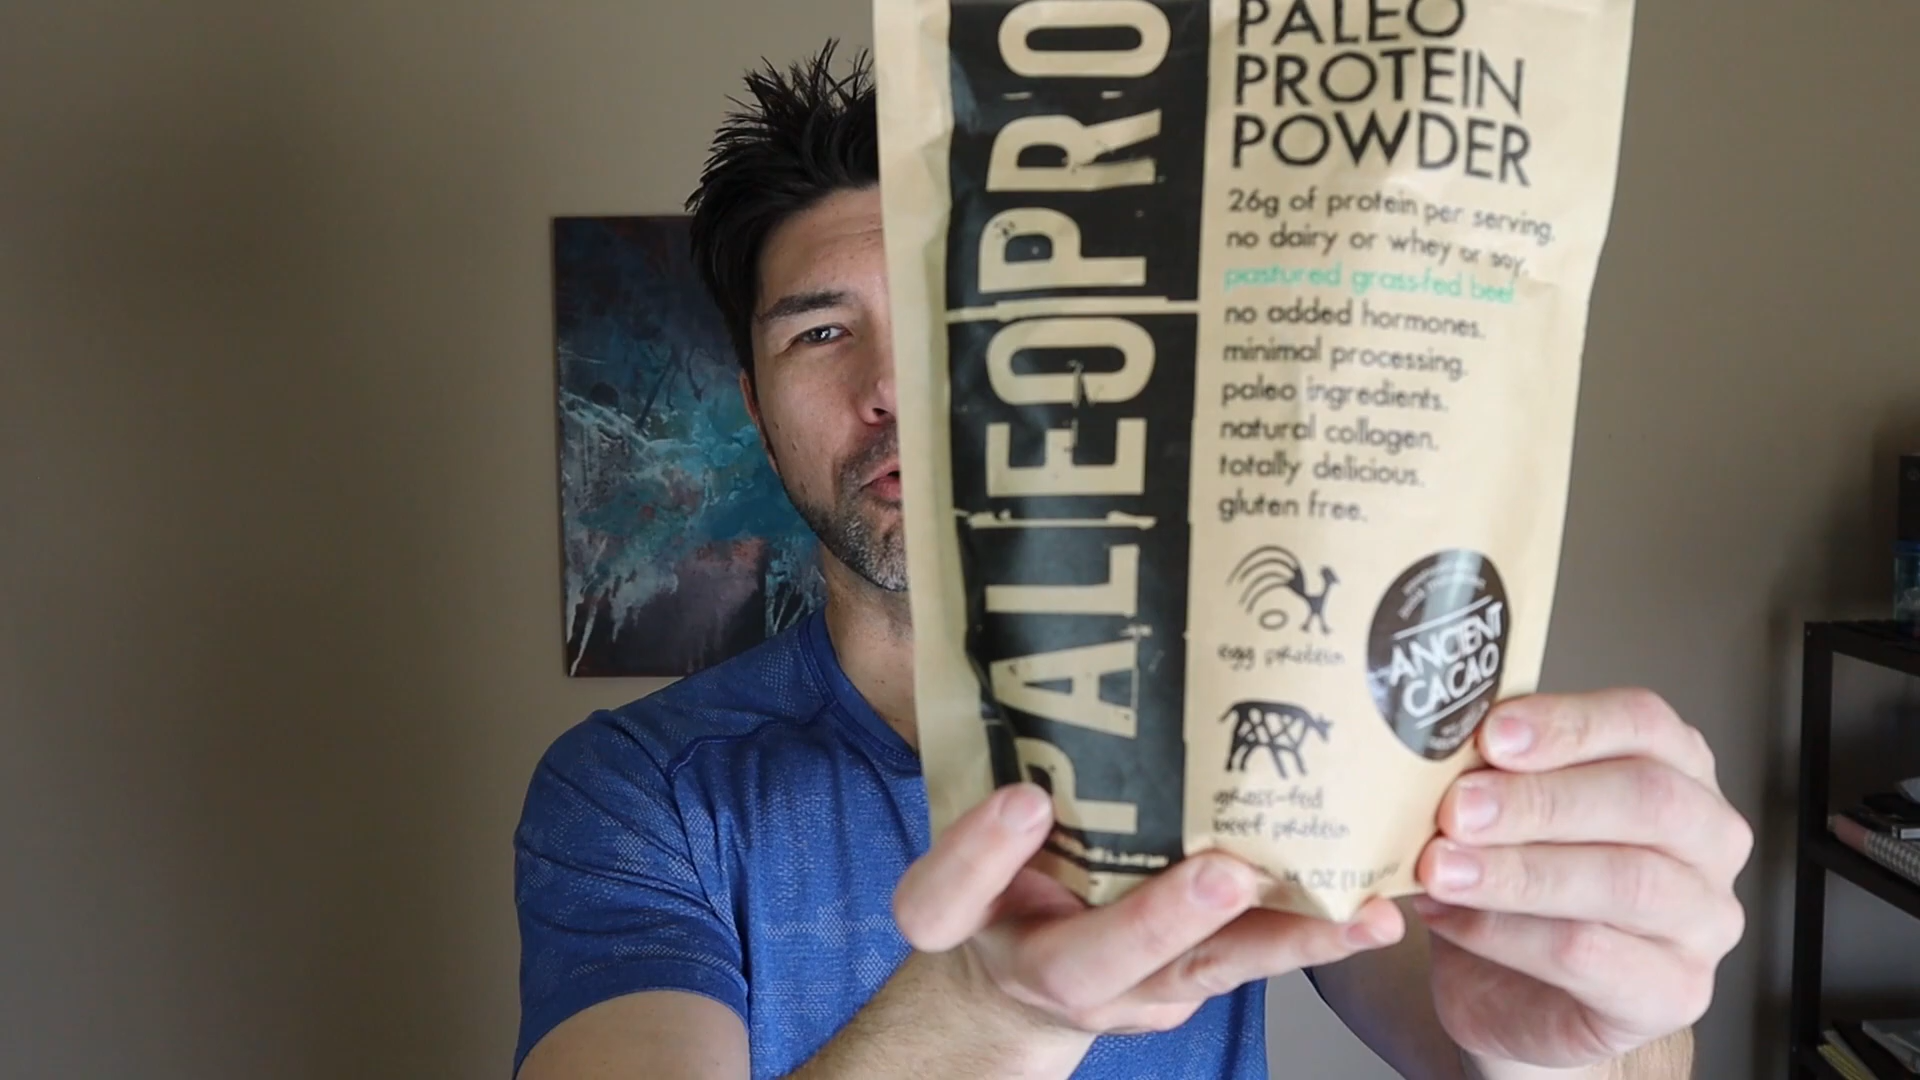 PALEOPRO
PALEO
PROTEIN
POWDER
26g of protein per serving.
no dairy or whey or soy.
pastured grass-fed beef.
no added hormones.
minimal processing.
paleo ingredients.
natural collagen.
totally delicious.
gluten free.
egg protein
ANCIENT
CACAO
grass-fed
beef protein